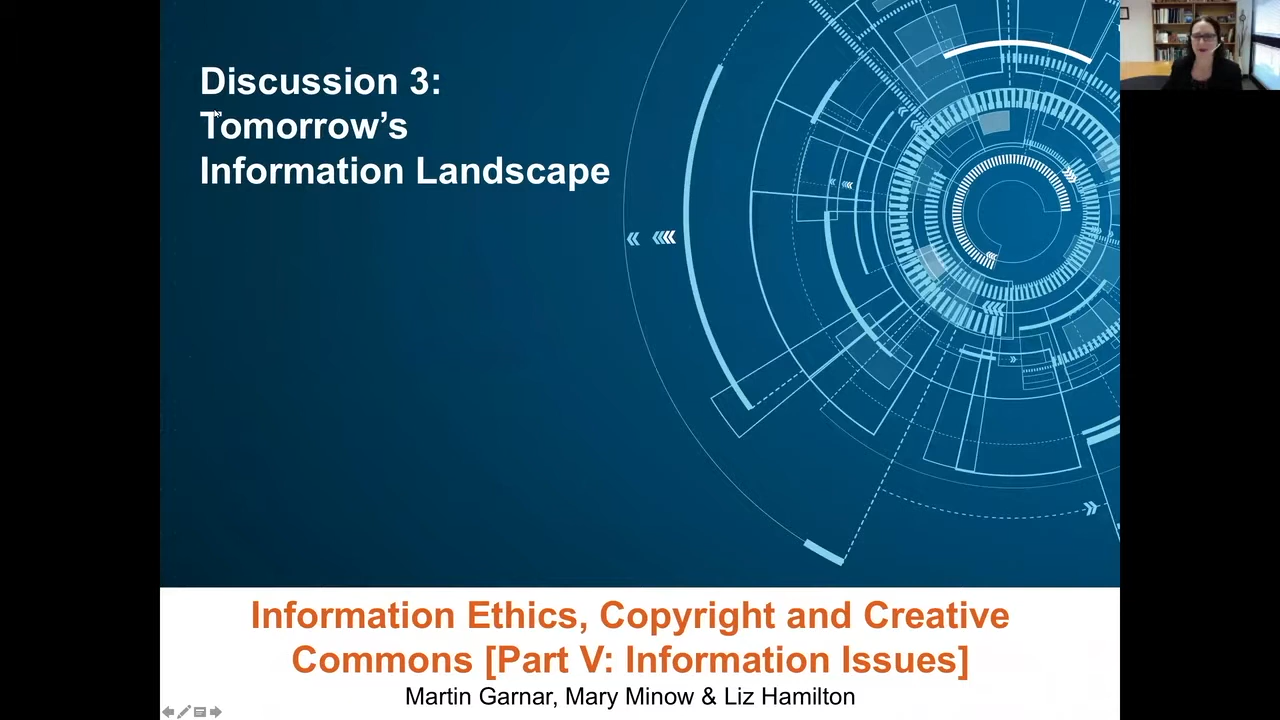 Discussion 3:
Tomorrow’s
Information Landscape
Information Ethics, Copyright and Creative
Commons [Part V: Information Issues]
Martin Garnar, Mary Minow & Liz Hamilton